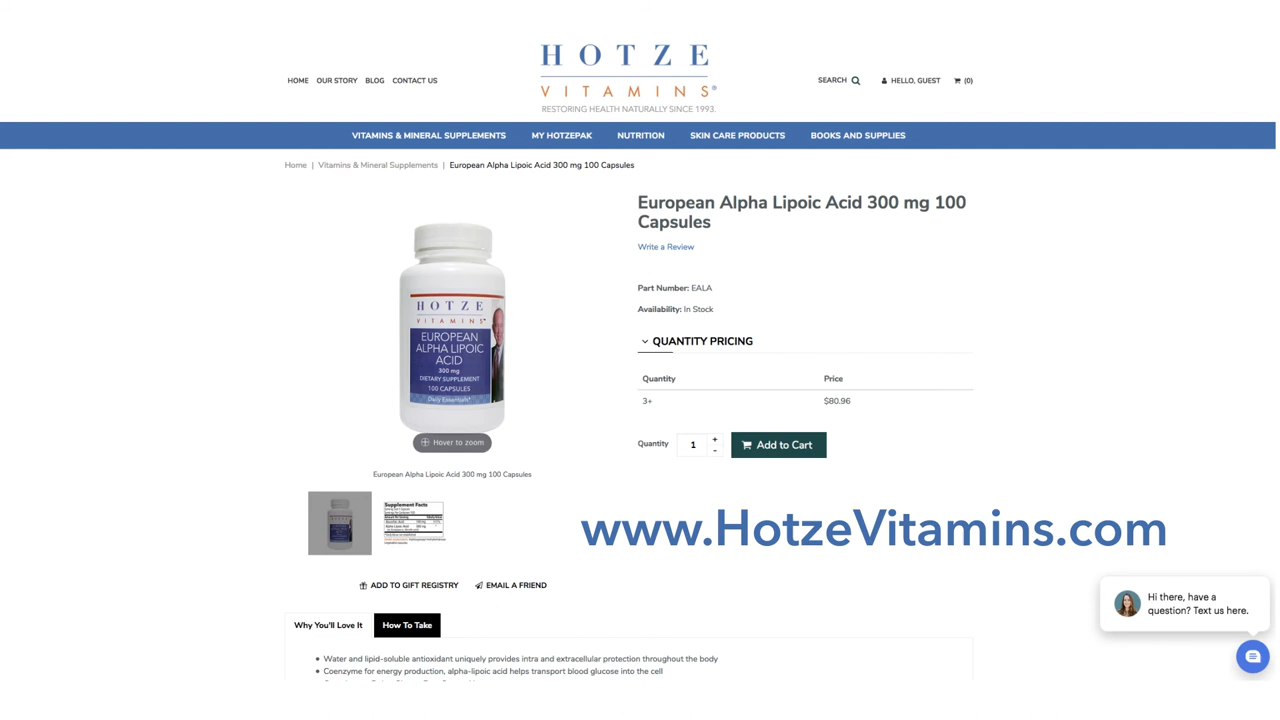 HOTZE
VITAMINS®
RESTORING HEALTH NATURALLY SINCE 1993.
HOME OUR STORY BLOG CONTACT US
SEARCH HELLO, GUEST (0)
VITAMINS & MINERAL SUPPLEMENTS MY HOTZEPAK NUTRITION SKIN CARE PRODUCTS BOOKS AND SUPPLIES
Home | Vitamins & Mineral Supplements | European Alpha Lipoic Acid 300 mg 100 Capsules
HOTZE
VITAMINS
EUROPEAN
ALPHA LIPOIC
ACID
300 mg
DIETARY SUPPLEMENT
100 CAPSULES
Daily Essentials!
Hover to zoom
European Alpha Lipoic Acid 300 mg 100 Capsules
Supplement Facts
ADD TO GIFT REGISTRY EMAIL A FRIEND
European Alpha Lipoic Acid 300 mg 100
Capsules
Write a Review
Part Number: EALA
Availability: In Stock
QUANTITY PRICING
Quantity Price
3+ $80.96
Quantity 1 + - Add to Cart
www.HotzeVitamins.com
Hi there, have a
question? Text us here.
Why You'll Love It How To Take
• Water and lipid-soluble antioxidant uniquely provides intra and extracellular protection throughout the body
• Coenzyme for energy production, alpha-lipoic acid helps transport blood glucose into the cell